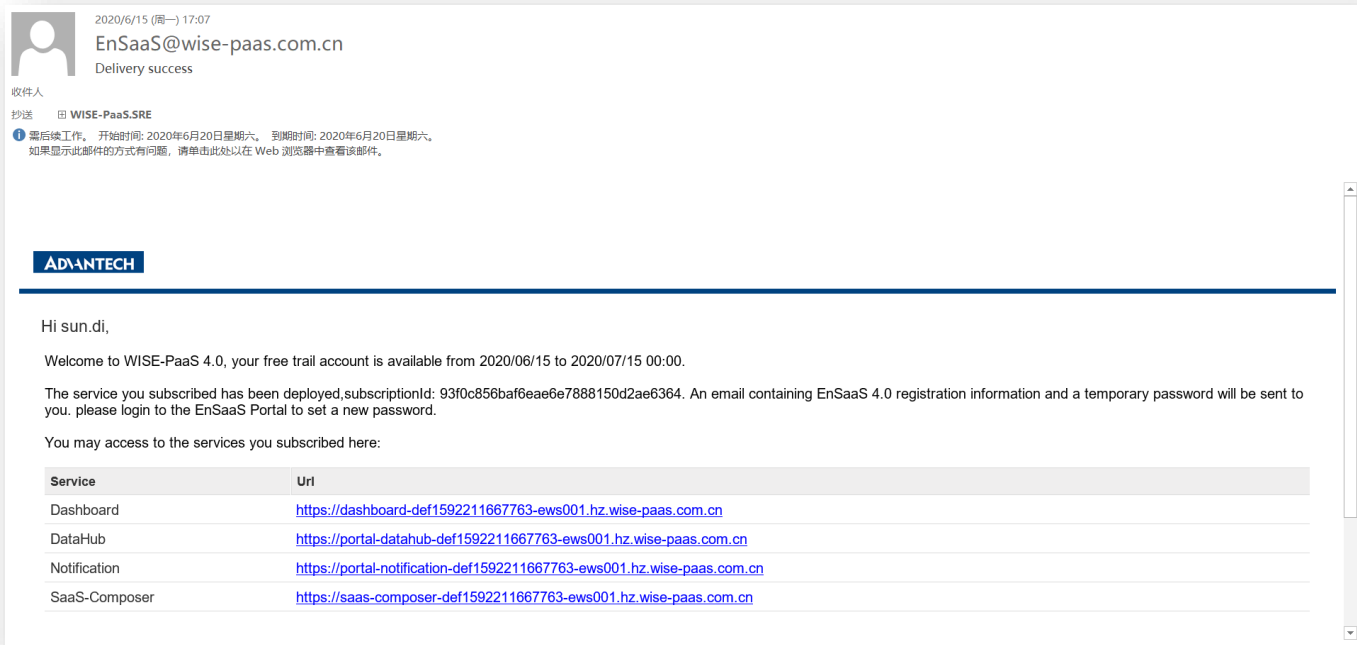 2020/6/15 (周一) 17:07
EnSaaS@wise-paas.com.cn
Delivery success
收件人
抄送 WISE-PaaS.SRE
需后续工作。 开始时间: 2020年6月20日星期六。 到期时间: 2020年6月20日星期六。
如果显示此邮件的方式有问题，请单击此处以在 Web 浏览器中查看该邮件。
ADVANTECH
Hi sun.di,
Welcome to WISE-PaaS 4.0, your free trail account is available from 2020/06/15 to 2020/07/15 00:00.
The service you subscribed has been deployed,subscriptionId: 93f0c856baf6eae6e7888150d2ae6364. An email containing EnSaaS 4.0 registration information and a temporary password will be sent to
you. please login to the EnSaaS Portal to set a new password.
You may access to the services you subscribed here:
Service Url
Dashboard https://dashboard-def1592211667763-ews001.hz.wise-paas.com.cn
DataHub https://portal-datahub-def1592211667763-ews001.hz.wise-paas.com.cn
Notification https://portal-notification-def1592211667763-ews001.hz.wise-paas.com.cn
SaaS-Composer https://saas-composer-def1592211667763-ews001.hz.wise-paas.com.cn